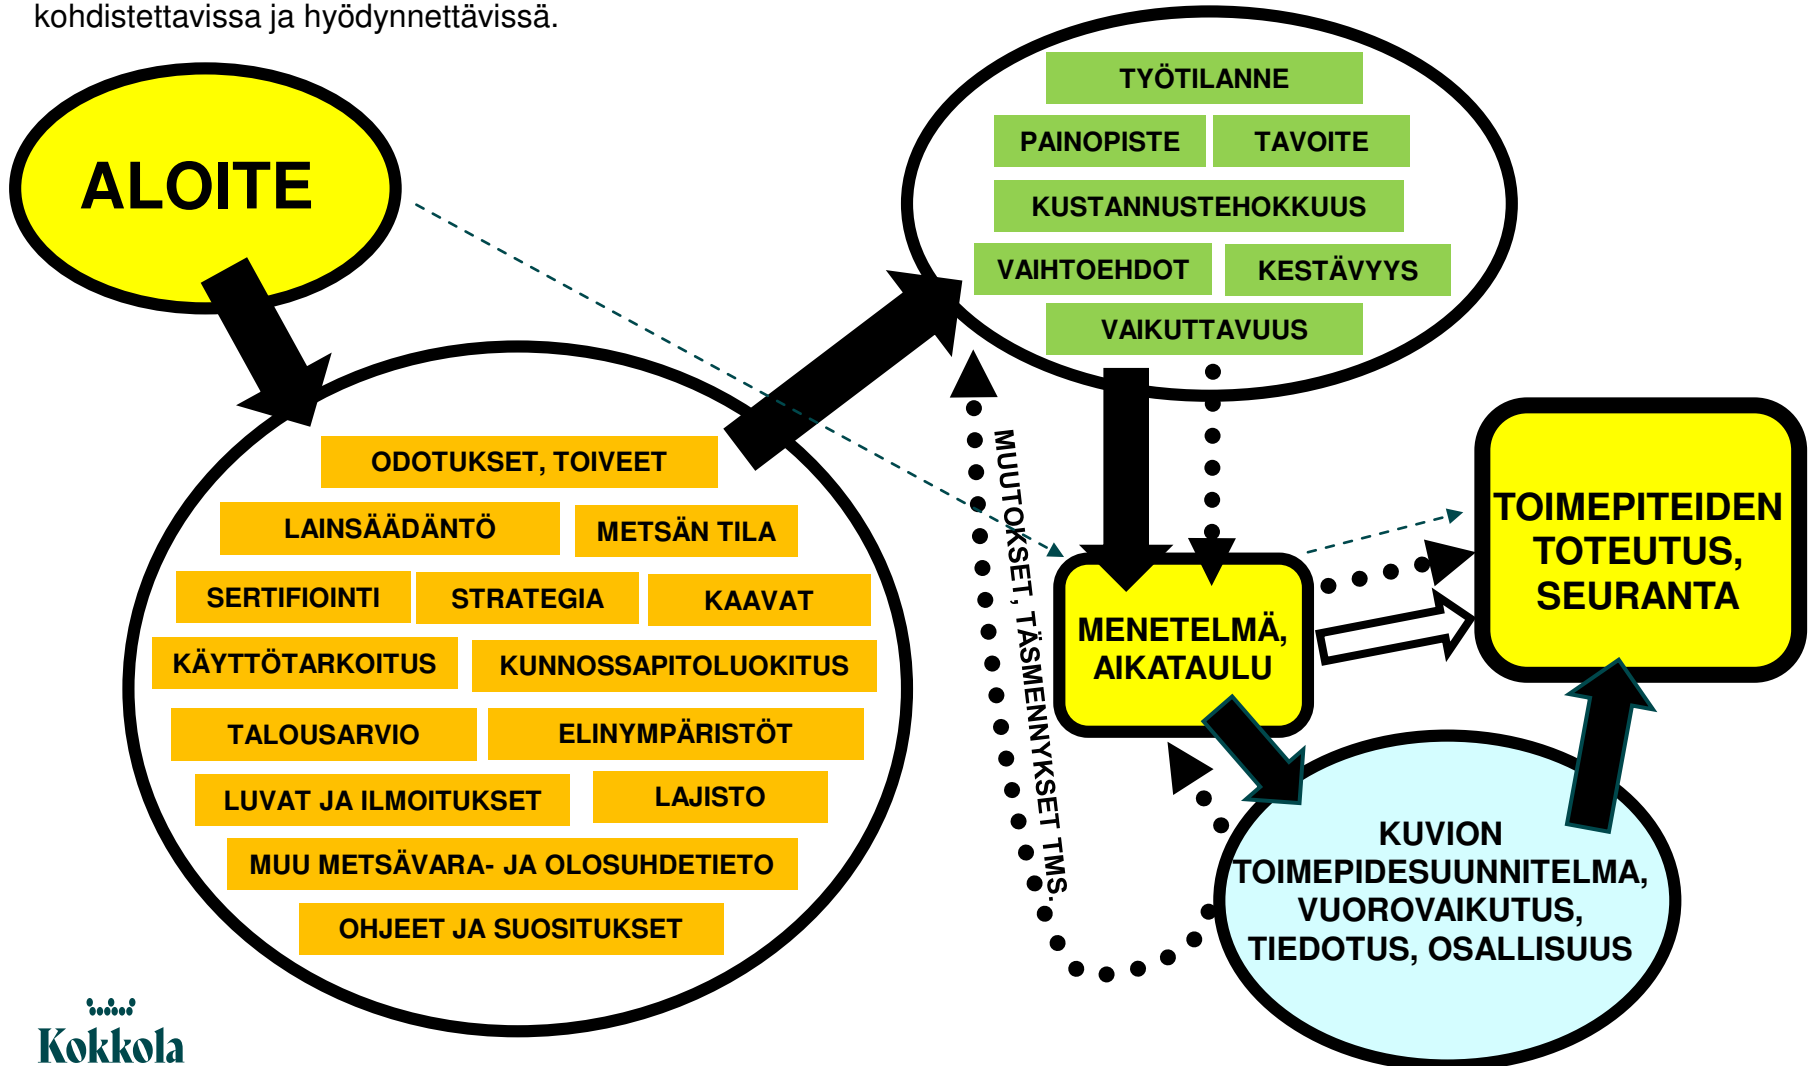 kohdistettavissa ja hyödynnettävissä.
ALOITE
TYÖTILANNE
PAINOPISTE
TAVOITE
KUSTANNUSTEHOKKUUS
VAIHTOEHDOT
KESTÄVYYS
VAIKUTTAVUUS
ODOTUKSET, TOIVEET
LAINSÄÄDÄNTÖ
METSÄN TILA
SERTIFIOINTI
STRATEGIA
KAAVAT
KÄYTTÖTARKOITUS
KUNNOSSAPITOLUOKITUS
TALOUSARVIO
ELINYMPÄRISTÖT
LUVAT JA ILMOITUKSET
LAJISTO
MUU METSÄVARA- JA OLOSUHDETIETO
OHJEET JA SUOSITUKSET
MUUTOKSET, TÄSMENNYKSET TMS.
MENETELMÄ,
AIKATAULU
TOIMEPITEIDEN
TOTEUTUS,
SEURANTA
KUVION
TOIMEPIDESUUNNITELMA,
VUOROVAIKUTUS,
TIEDOTUS, OSALLISUUS
Kokkola